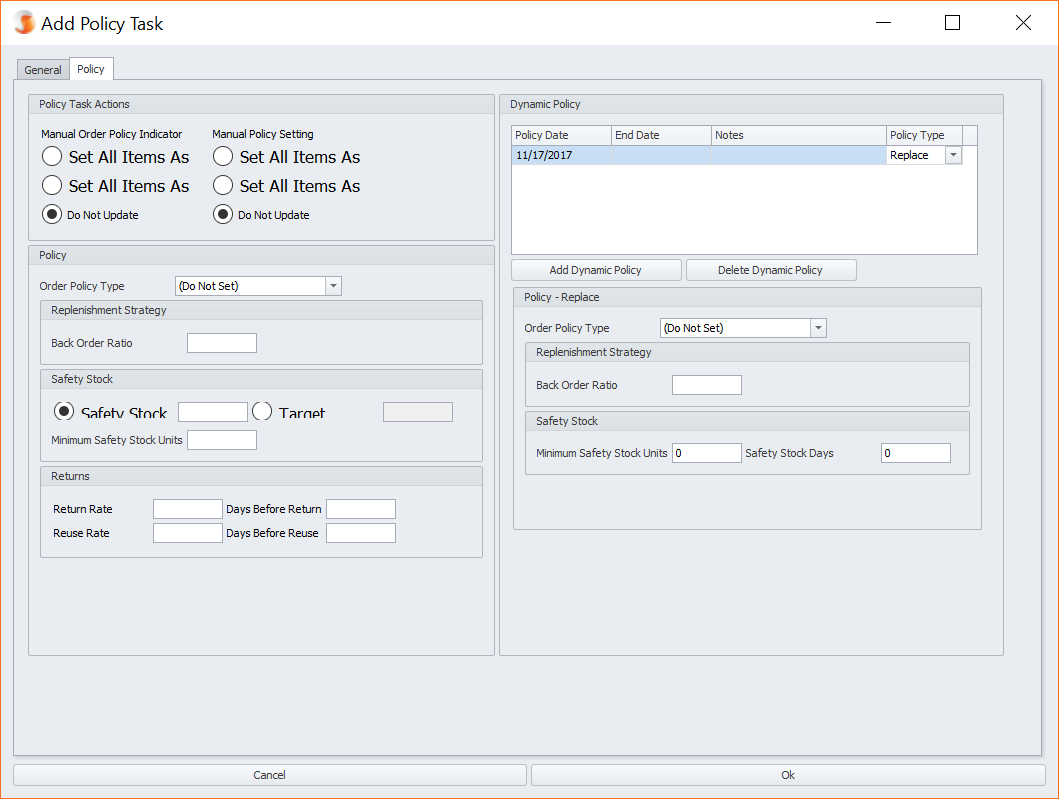 Add Policy Task
General Policy
Policy Task Actions
Manual Order Policy Indicator Manual Policy Setting
Set All Items As Set All Items As
Set All Items As Set All Items As
Do Not Update Do Not Update
Policy
Order Policy Type (Do Not Set)
Replenishment Strategy
Back Order Ratio
Safety Stock
Safety Stock Target
Minimum Safety Stock Units
Returns
Return Rate Days Before Return
Reuse Rate Days Before Reuse
Dynamic Policy
Policy Date End Date Notes Policy Type
11/17/2017 Replace
Add Dynamic Policy Delete Dynamic Policy
Policy - Replace
Order Policy Type (Do Not Set)
Replenishment Strategy
Back Order Ratio
Safety Stock
Minimum Safety Stock Units 0 Safety Stock Days 0
Cancel Ok